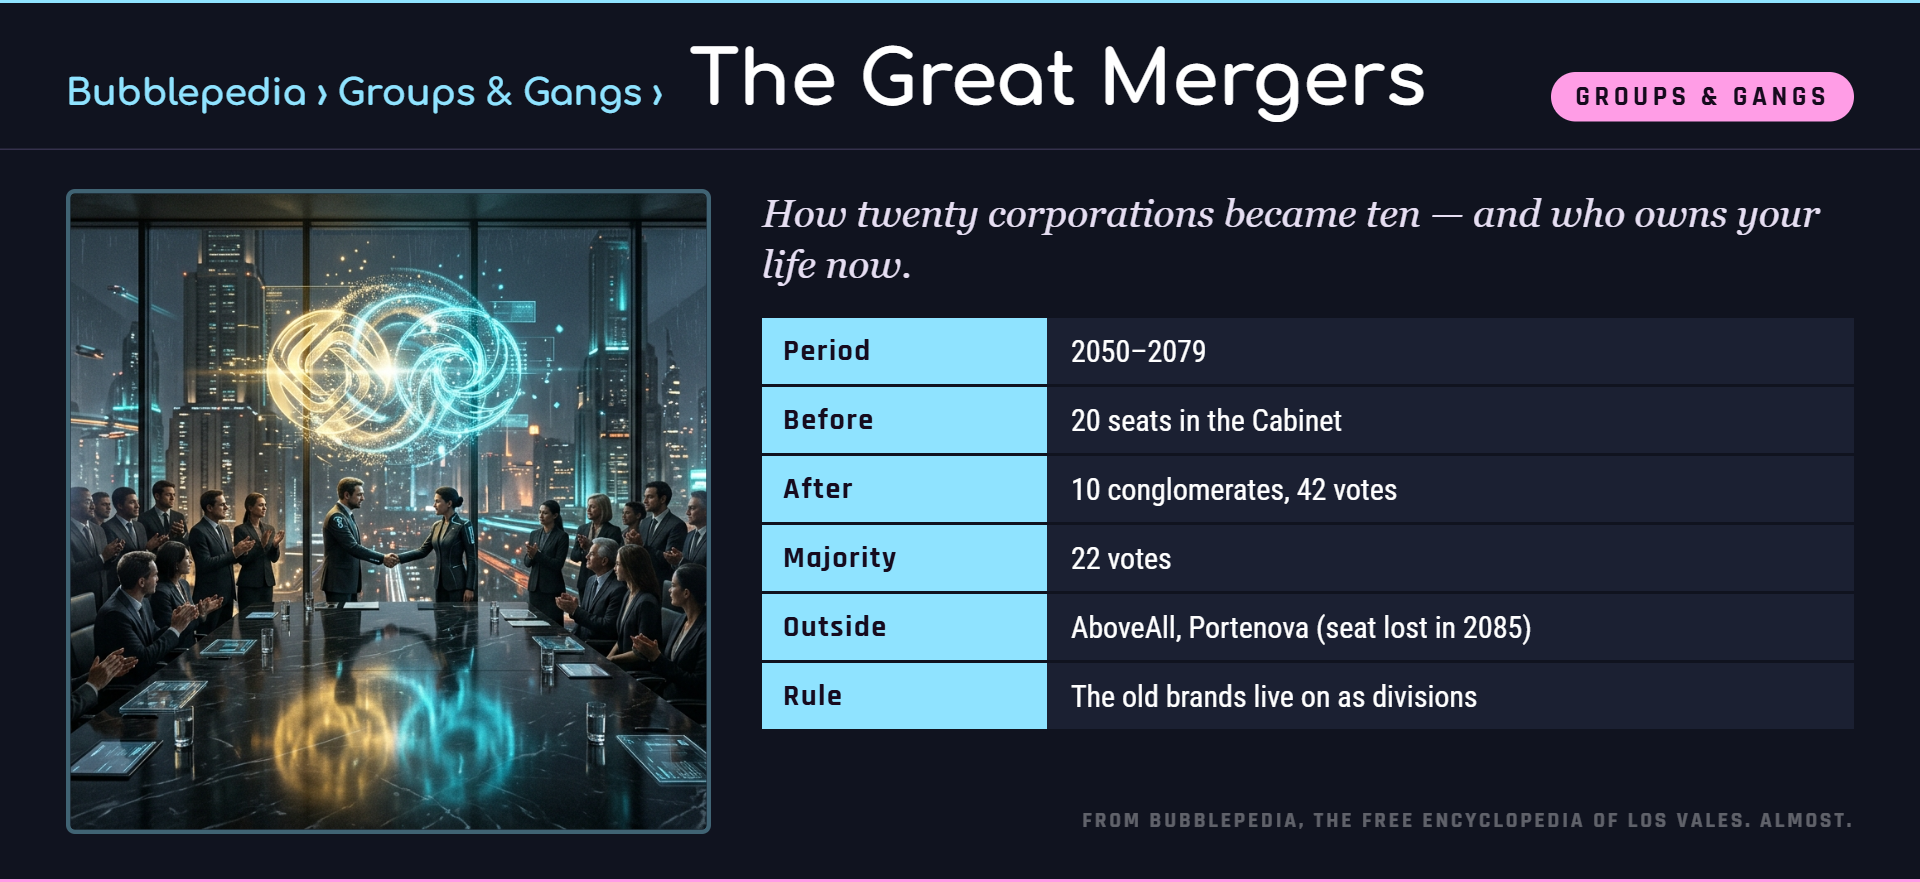 Bubblepedia › Groups & Gangs › The Great Mergers
GROUPS & GANGS
How twenty corporations became ten — and who owns your
life now.
Period 2050–2079
Before 20 seats in the Cabinet
After 10 conglomerates, 42 votes
Majority 22 votes
Outside AboveAll, Portenova (seat lost in 2085)
Rule The old brands live on as divisions
FROM BUBBLEPEDIA, THE FREE ENCYCLOPEDIA OF LOS VALES. ALMOST.